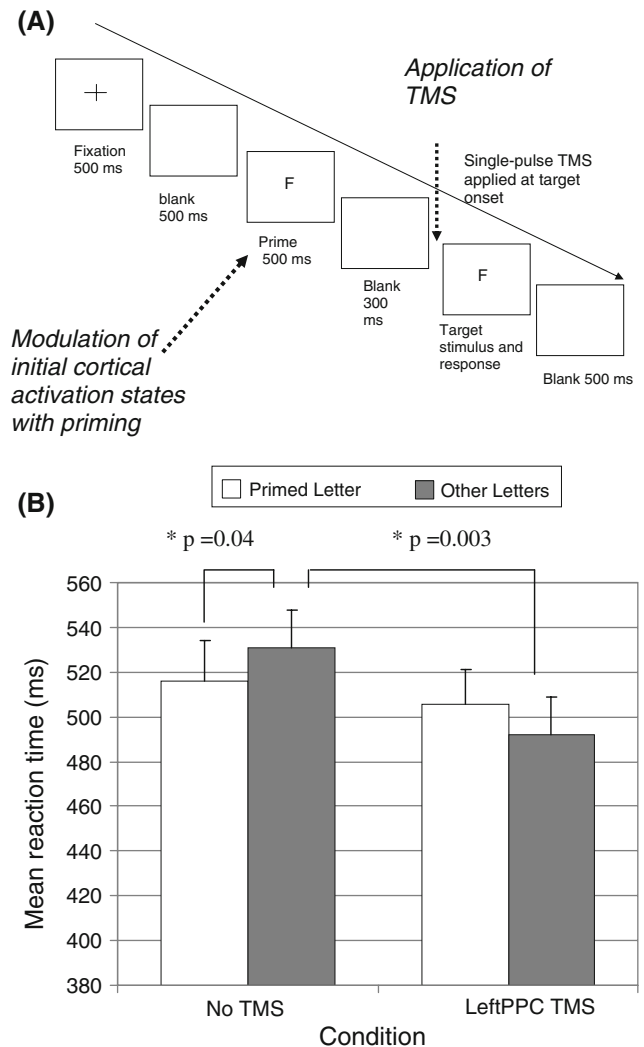 (A)
Application of
TMS
Fixation
500 ms
blank
500 ms
F
Prime
500 ms
Blank
300
ms
Single-pulse TMS
applied at target
onset
F
Target
stimulus and
response
Blank 500 ms
Modulation of
initial cortical
activation states
with priming
(B)
Primed Letter
Other Letters
* p =0.04
* p =0.003
560
540
520
500
480
460
440
420
400
380
Mean reaction time (ms)
No TMS
LeftPPC TMS
Condition